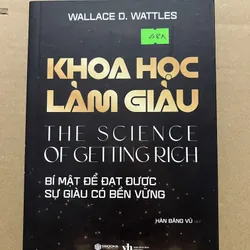 WALLACE D. WATTLES
KHOA HỌC
LÀM GIÀU
THE SCIENCE
OF GETTING RICH
BÍ MẬT ĐỂ ĐẠT ĐƯỢC
SỰ GIÀU CÓ BỀN VỮNG
HÀN BĂNG VŨ